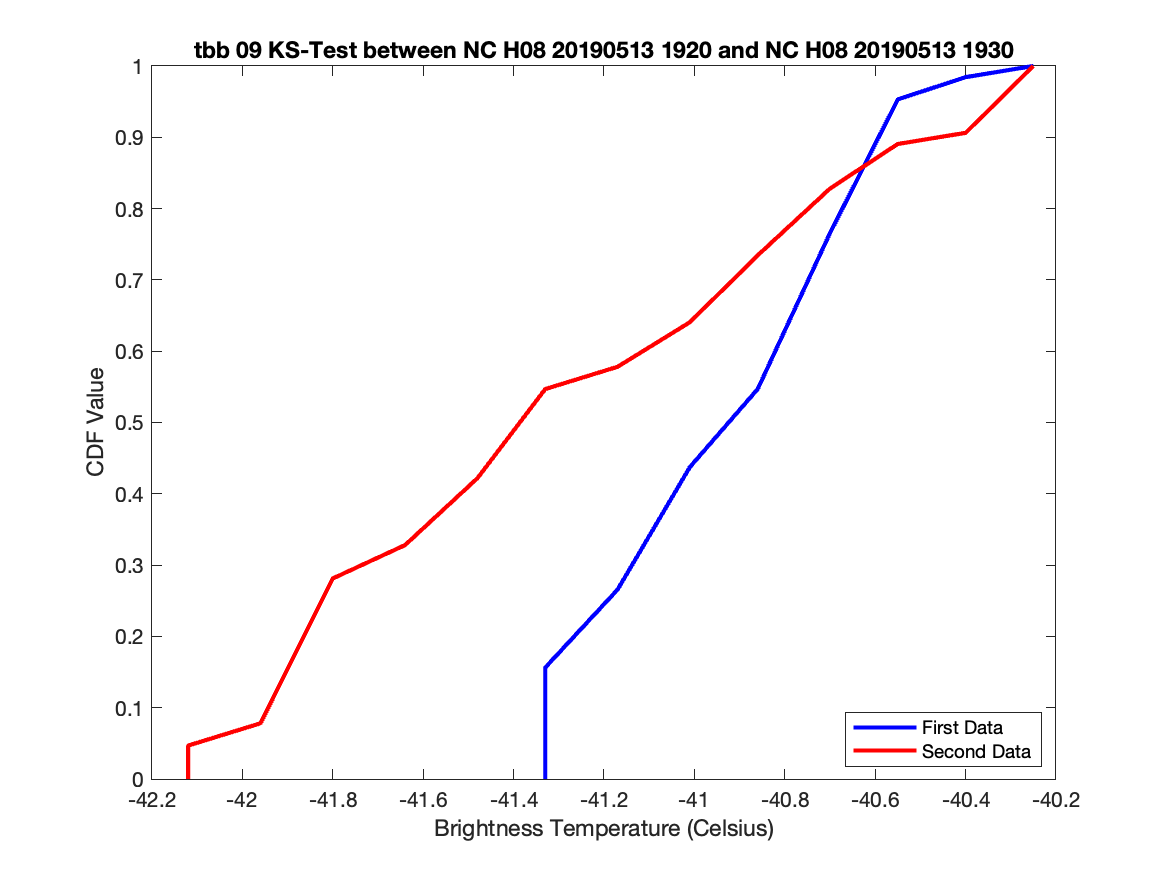 tbb 09 KS-Test between NC H08 20190513 1920 and NC H08 20190513 1930
1
0.9
0.8
0.7
0.6
0.5
0.4
0.3
0.2
0.1
0
CDF Value
First Data
Second Data
-42.2 -42 -41.8 -41.6 -41.4 -41.2 -41 -40.8 -40.6 -40.4 -40.2
Brightness Temperature (Celsius)